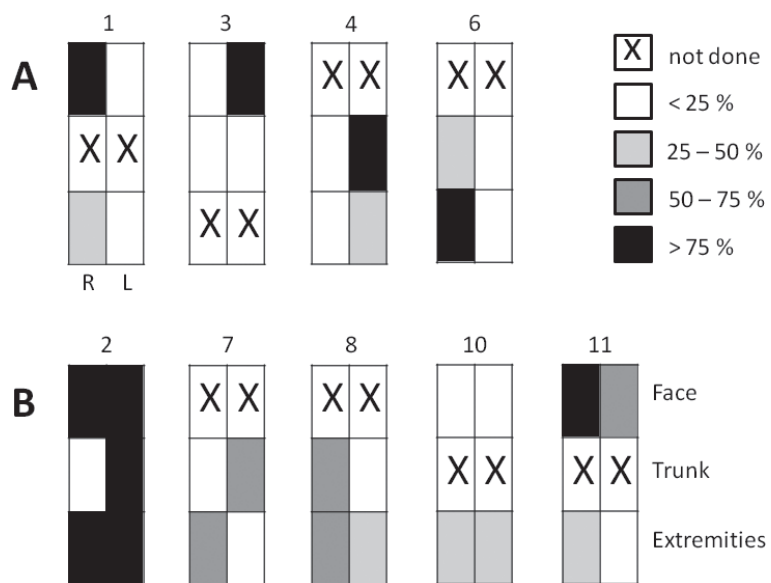 1 3 4 6
A
X X
X X
X X
X X
X X
R L
X not done
< 25 %
25 – 50 %
50 – 75 %
> 75 %
2 7 8 10 11
B
X X
X X
X X
X X
Face
Trunk
Extremities